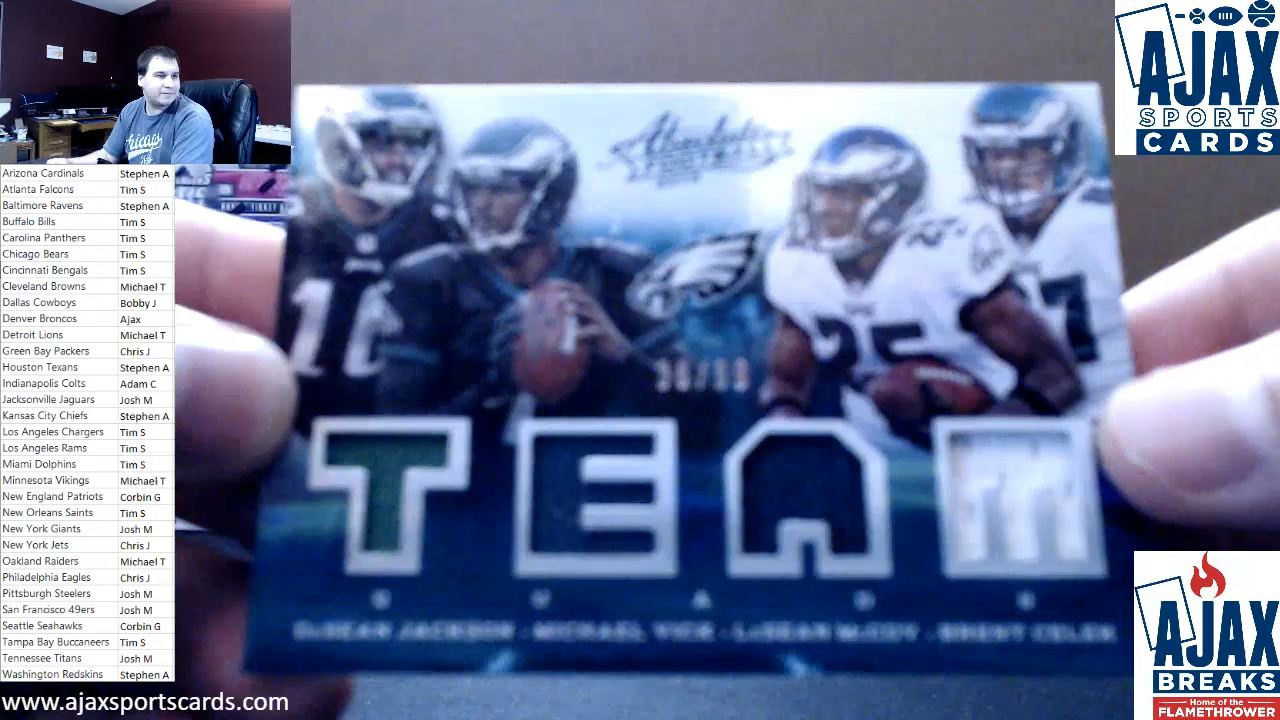 Arizona Cardinals Stephen A
Atlanta Falcons Tim S
Baltimore Ravens Stephen A
Buffalo Bills Tim S
Carolina Panthers Tim S
Chicago Bears Tim S
Cincinnati Bengals Tim S
Cleveland Browns Michael T
Dallas Cowboys Bobby J
Denver Broncos Ajax
Detroit Lions Michael T
Green Bay Packers Chris J
Houston Texans Stephen A
Indianapolis Colts Adam C
Jacksonville Jaguars Josh M
Kansas City Chiefs Stephen A
Los Angeles Chargers Tim S
Los Angeles Rams Tim S
Miami Dolphins Tim S
Minnesota Vikings Michael T
New England Patriots Corbin G
New Orleans Saints Tim S
New York Giants Josh M
New York Jets Chris J
Oakland Raiders Michael T
Philadelphia Eagles Chris J
Pittsburgh Steelers Josh M
San Francisco 49ers Josh M
Seattle Seahawks Corbin G
Tampa Bay Buccaneers Tim S
Tennessee Titans Josh M
Washington Redskins Stephen A
www.ajaxsportscards.com
Absolute
25
TEAM
DESEAN JACKSON · MICHAEL VICK · LESEAN MCCOY · BRENT CELEK
AJAX
SPORTS
CARDS
AJAX
BREAKS
Home of the
FLAMETHROWER